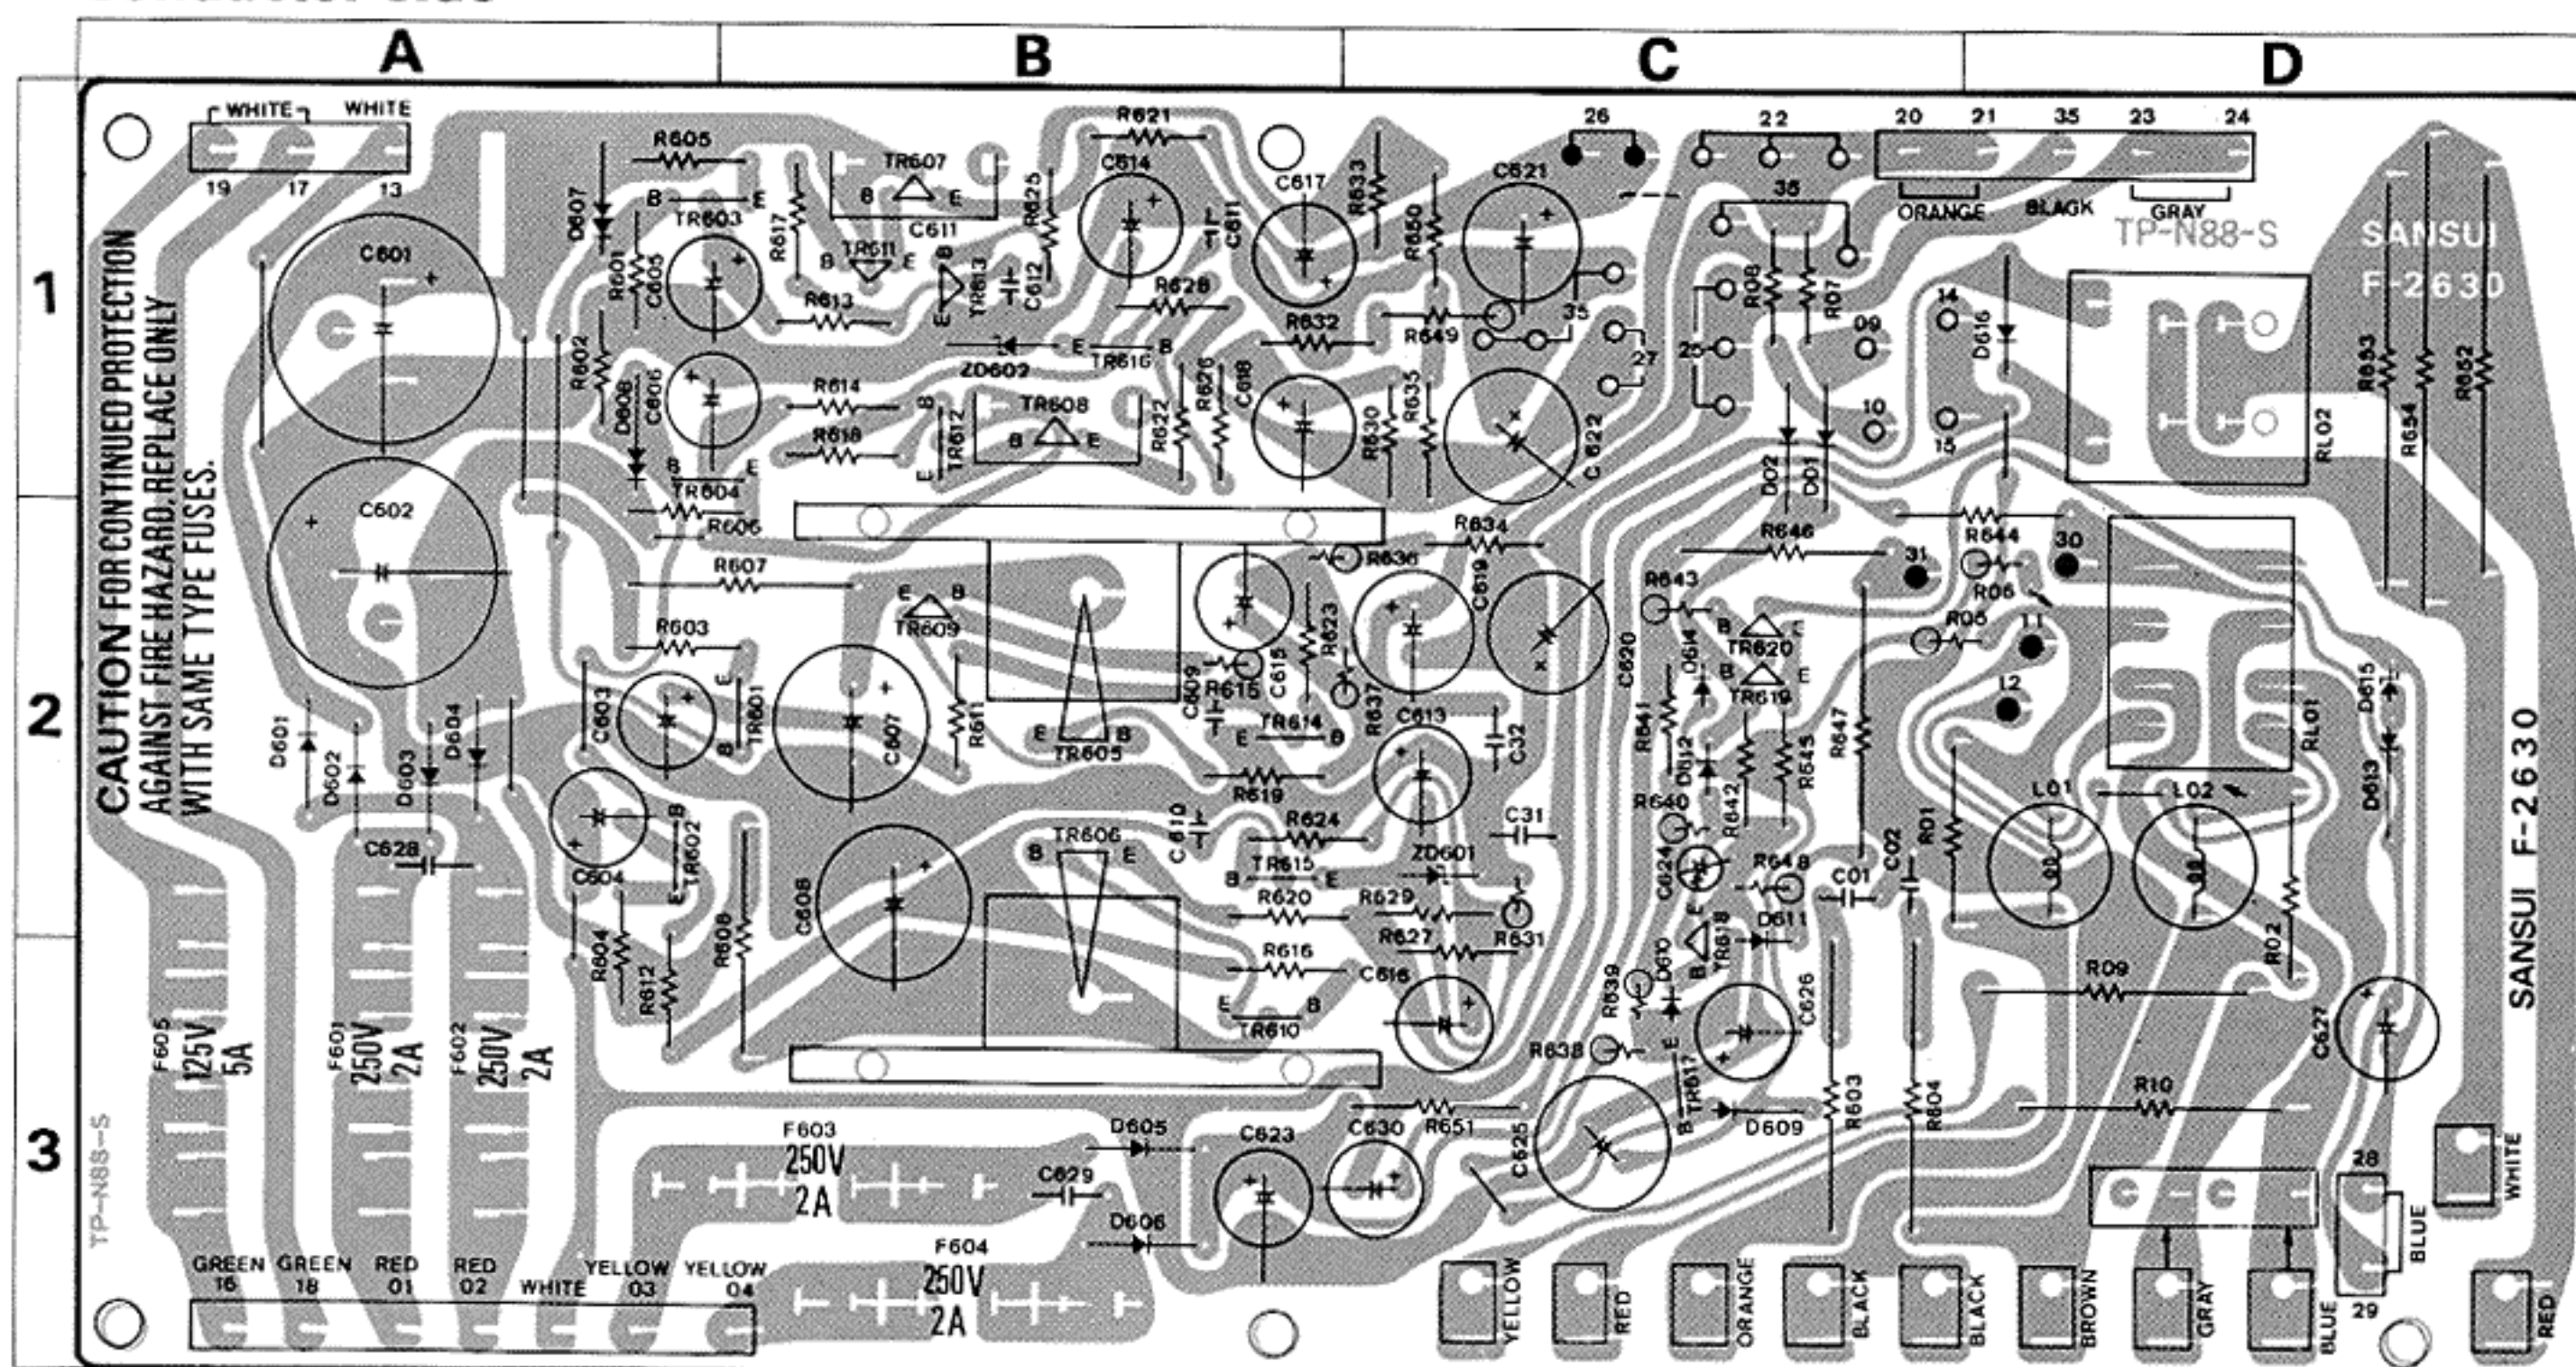 A B C D
1
2
3
WHITE WHITE
19 17 13
CAUTION FOR CONTINUED PROTECTION
AGAINST FIRE HAZARD, REPLACE ONLY
WITH SAME TYPE FUSES.
C601
C602
D607
R605
B E
TR603
R601
C605
R602
D608
C606
B E
TR604
R606
R617
TR607
B E
C611
TR611
B E
B
TR613
E
C612
R625
R621
C614
C611
C617
R613
R628
ZD602
E B
TR616
R614
R618
B
TR612
E
TR608
B E
R622
R626
C618
R632
R633
R650
C621
R649
R630
R635
C622
26 22 20 21 35 23 24
35
ORANGE BLAGK GRAY
TP-N88-S
SANSUI
F-2630
35
27
25
R08
R07
09
10
14
15
D616
D02
D01
RL02
R653
R654
R652
R607
R603
E B
TR609
R636
R634
C619
R646
R644
31
30
R06
R05
11
12
R643
D614
B E
TR620
B E
TR619
C620
R623
C615
R615
C609
R637
C613
C32
R641
D612
R642
R645
R647
RL01
D615
D613
D601
D602
D603
D604
C603
E
TR601
B
C607
R611
E B
TR605
E B
TR614
R619
C610
R624
C31
R640
L01 L02
R01
C02
C01
C628
C604
B
TR602
E
C608
TR606
B E
TR615
B E
ZD601
R620
R629
R631
R627
R616
C616
C624
R648
D611
E
TR618
B
D610
R639
R638
C626
R02
R09
R10
C627
R604
R612
R608
E B
TR610
E
TR617
B
D609
R603
R604
F605
125V
5A
F601
250V
2A
F602
250V
2A
TP-N88-S
F603
250V
2A
F604
250V
2A
D605
C629
D606
C623
C630
R651
C625
28
29
BLUE
WHITE
SANSUI F-2630
GREEN
16
GREEN
18
RED
01
RED
02
WHITE
YELLOW
03
YELLOW
04
YELLOW
RED
ORANGE
BLACK
BLACK
BROWN
GRAY
BLUE
RED